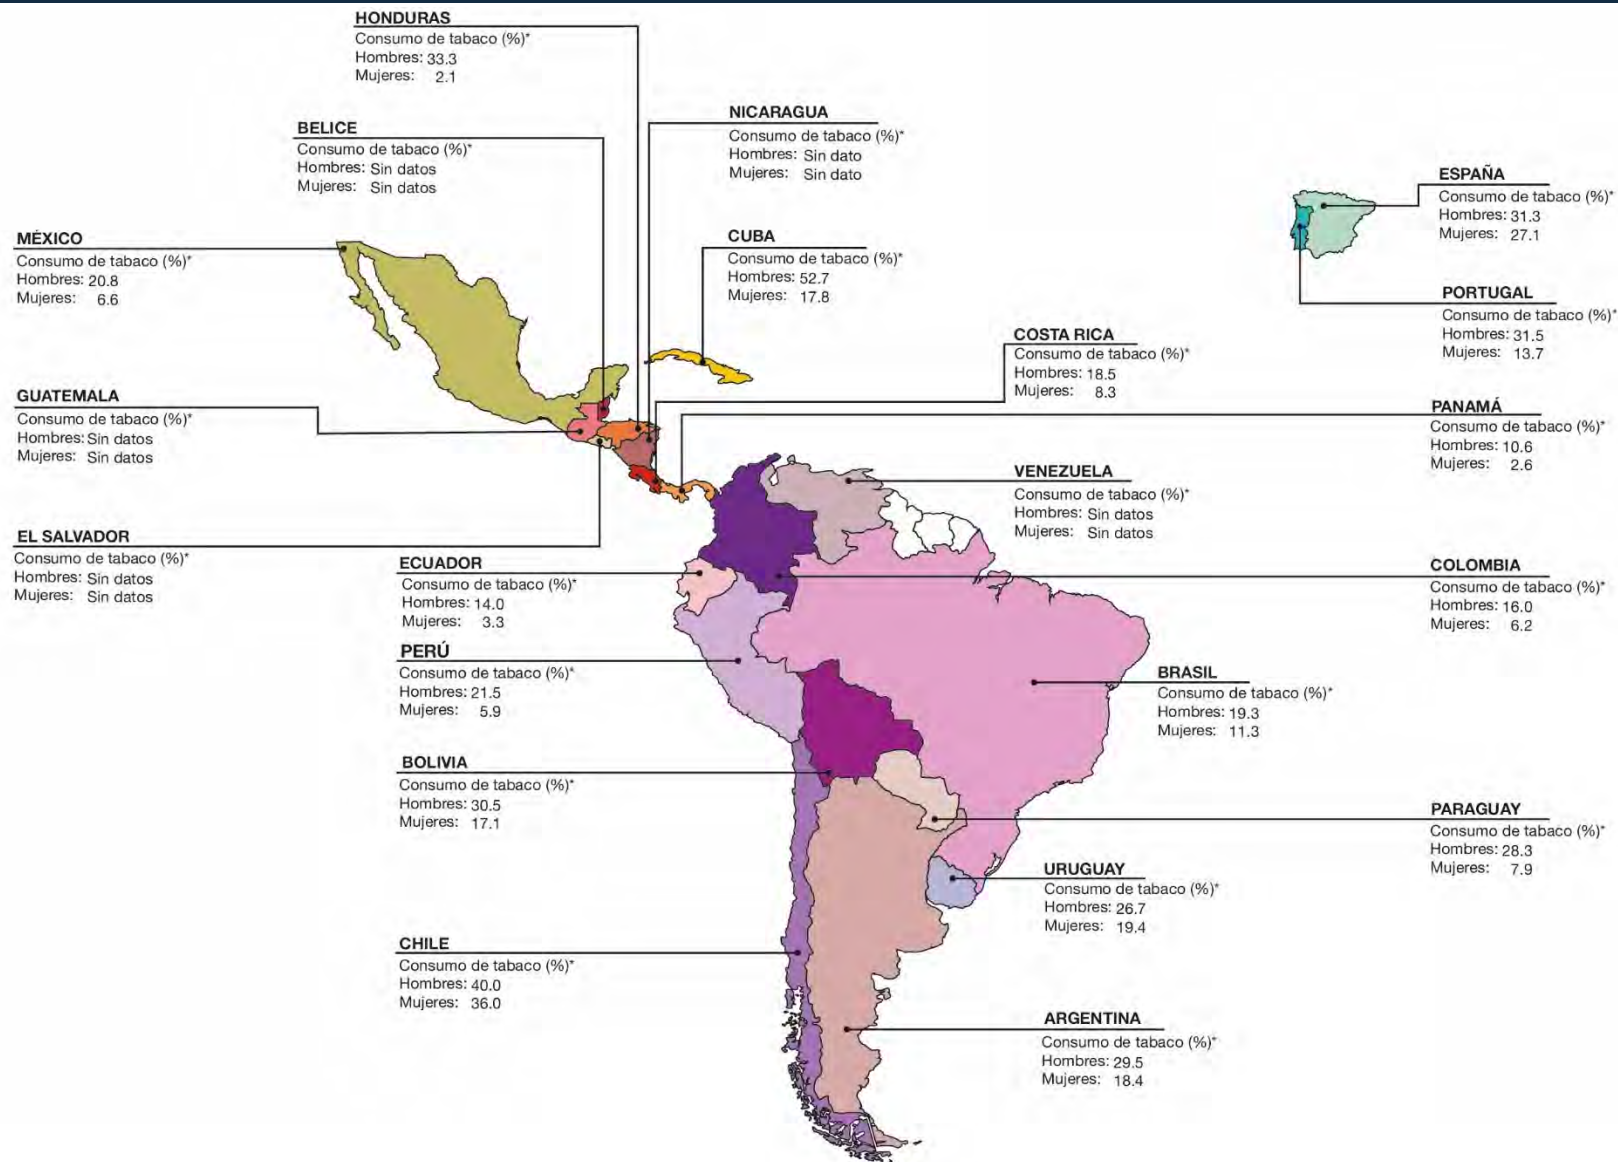 HONDURAS
Consumo de tabaco (%)*
Hombres: 33.3
Mujeres: 2.1
NICARAGUA
Consumo de tabaco (%)*
Hombres: Sin dato
Mujeres: Sin dato
BELICE
Consumo de tabaco (%)*
Hombres: Sin datos
Mujeres: Sin datos
ESPAÑA
Consumo de tabaco (%)*
Hombres: 31.3
Mujeres: 27.1
MÉXICO
Consumo de tabaco (%)*
Hombres: 20.8
Mujeres: 6.6
CUBA
Consumo de tabaco (%)*
Hombres: 52.7
Mujeres: 17.8
PORTUGAL
Consumo de tabaco (%)*
Hombres: 31.5
Mujeres: 13.7
COSTA RICA
Consumo de tabaco (%)*
Hombres: 18.5
Mujeres: 8.3
GUATEMALA
Consumo de tabaco (%)*
Hombres: Sin datos
Mujeres: Sin datos
PANAMÁ
Consumo de tabaco (%)*
Hombres: 10.6
Mujeres: 2.6
VENEZUELA
Consumo de tabaco (%)*
Hombres: Sin datos
Mujeres: Sin datos
EL SALVADOR
Consumo de tabaco (%)*
Hombres: Sin datos
Mujeres: Sin datos
ECUADOR
Consumo de tabaco (%)*
Hombres: 14.0
Mujeres: 3.3
COLOMBIA
Consumo de tabaco (%)*
Hombres: 16.0
Mujeres: 6.2
PERÚ
Consumo de tabaco (%)*
Hombres: 21.5
Mujeres: 5.9
BRASIL
Consumo de tabaco (%)*
Hombres: 19.3
Mujeres: 11.3
BOLIVIA
Consumo de tabaco (%)*
Hombres: 30.5
Mujeres: 17.1
PARAGUAY
Consumo de tabaco (%)*
Hombres: 28.3
Mujeres: 7.9
URUGUAY
Consumo de tabaco (%)*
Hombres: 26.7
Mujeres: 19.4
CHILE
Consumo de tabaco (%)*
Hombres: 40.0
Mujeres: 36.0
ARGENTINA
Consumo de tabaco (%)*
Hombres: 29.5
Mujeres: 18.4